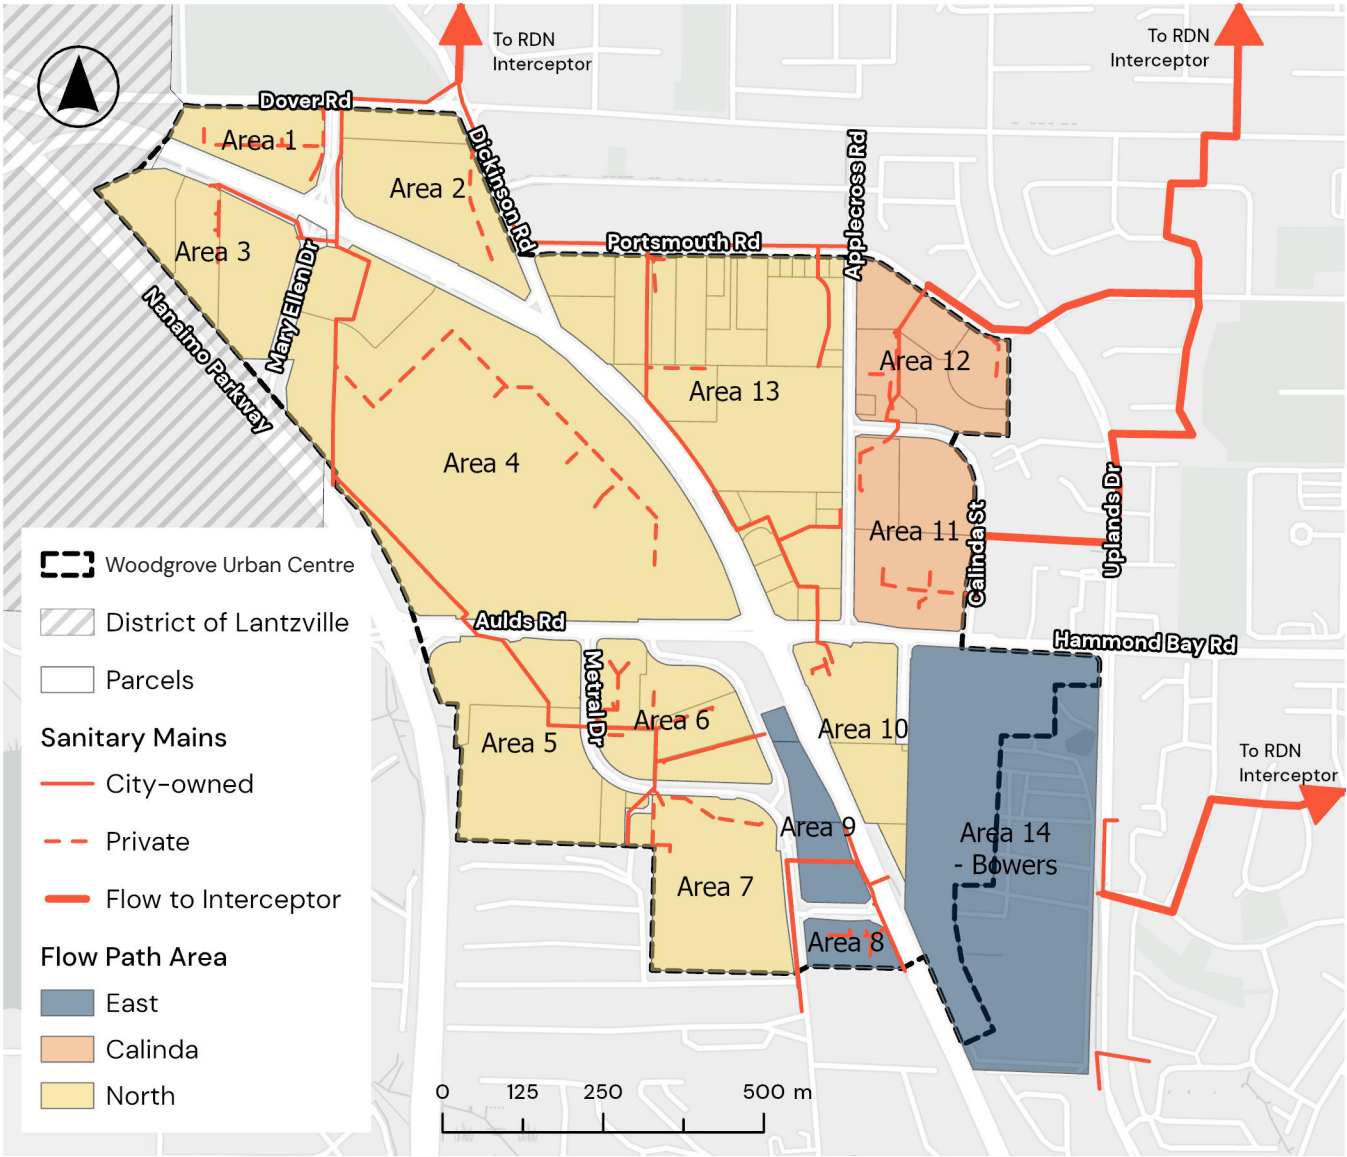 To RDN
Interceptor
To RDN
Interceptor
Dover Rd
Area 1
Area 2
Dickinson Rd
Applecross Rd
Portsmouth Rd
Area 3
Mary Ellen Dr
Nanaimo Parkway
Area 12
Area 13
Area 4
Area 11
Calinda St
Uplands Dr
Aulds Rd
Hammond Bay Rd
Metral Dr
Area 6
Area 5
Area 10
To RDN
Interceptor
Area 9
Area 14
- Bowers
Area 7
Area 8
Woodgrove Urban Centre
District of Lantzville
Parcels
Sanitary Mains
City-owned
Private
Flow to Interceptor
Flow Path Area
East
Calinda
North
0 125 250 500 m